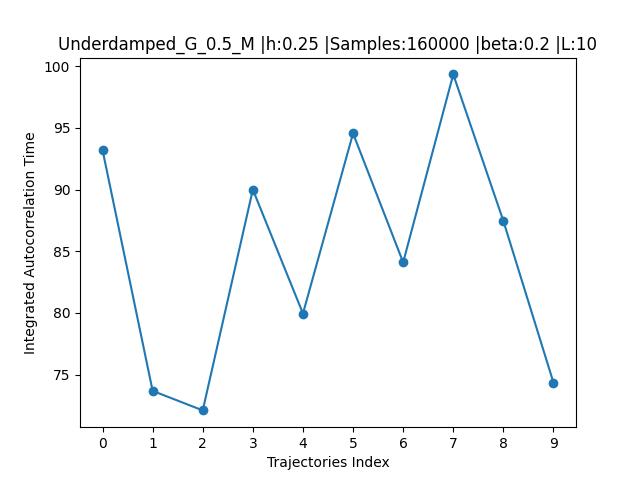 Underdamped_G_0.5_M |h:0.25 |Samples:160000 |beta:0.2 |L:10
100
95
90
85
80
75
Integrated Autocorrelation Time
0 1 2 3 4 5 6 7 8 9
Trajectories Index